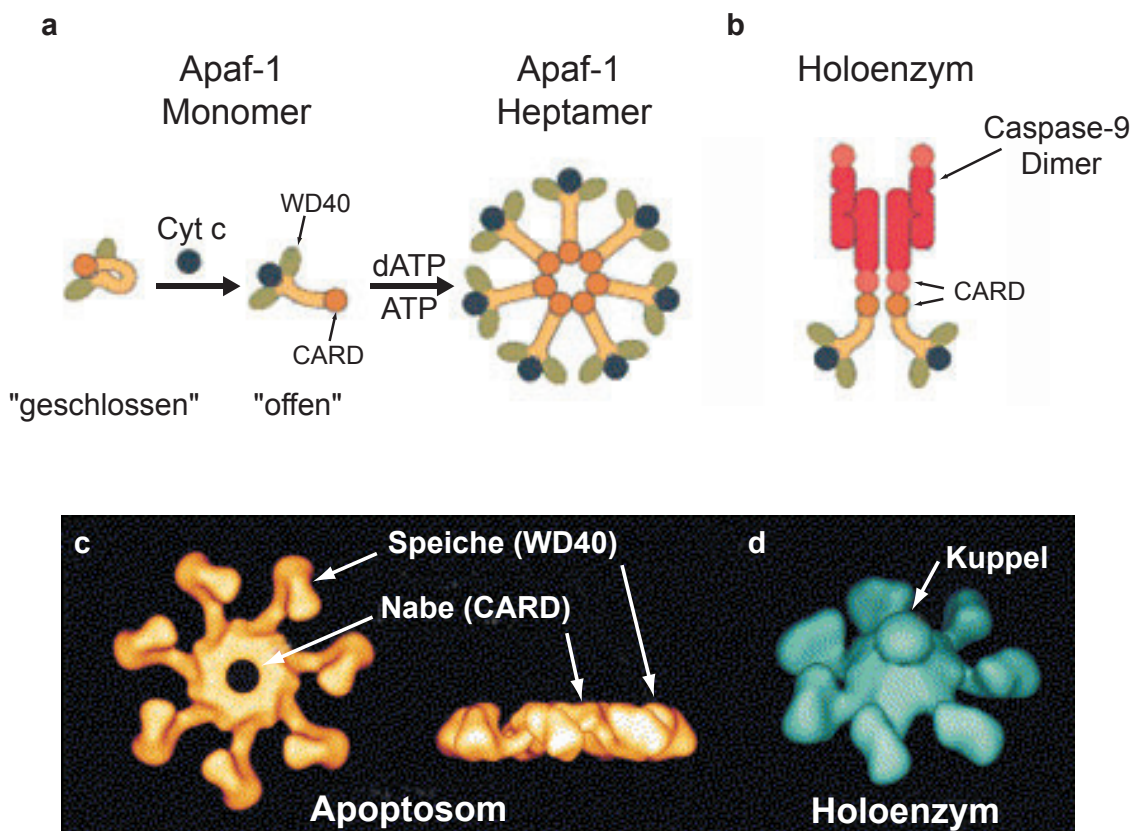 a
Apaf-1
Monomer
Apaf-1
Heptamer
WD40
Cyt c
dATP
ATP
CARD
"geschlossen"
"offen"
b
Holoenzym
Caspase-9
Dimer
CARD
c
Speiche (WD40)
Nabe (CARD)
Apoptosom
d
Kuppel
Holoenzym